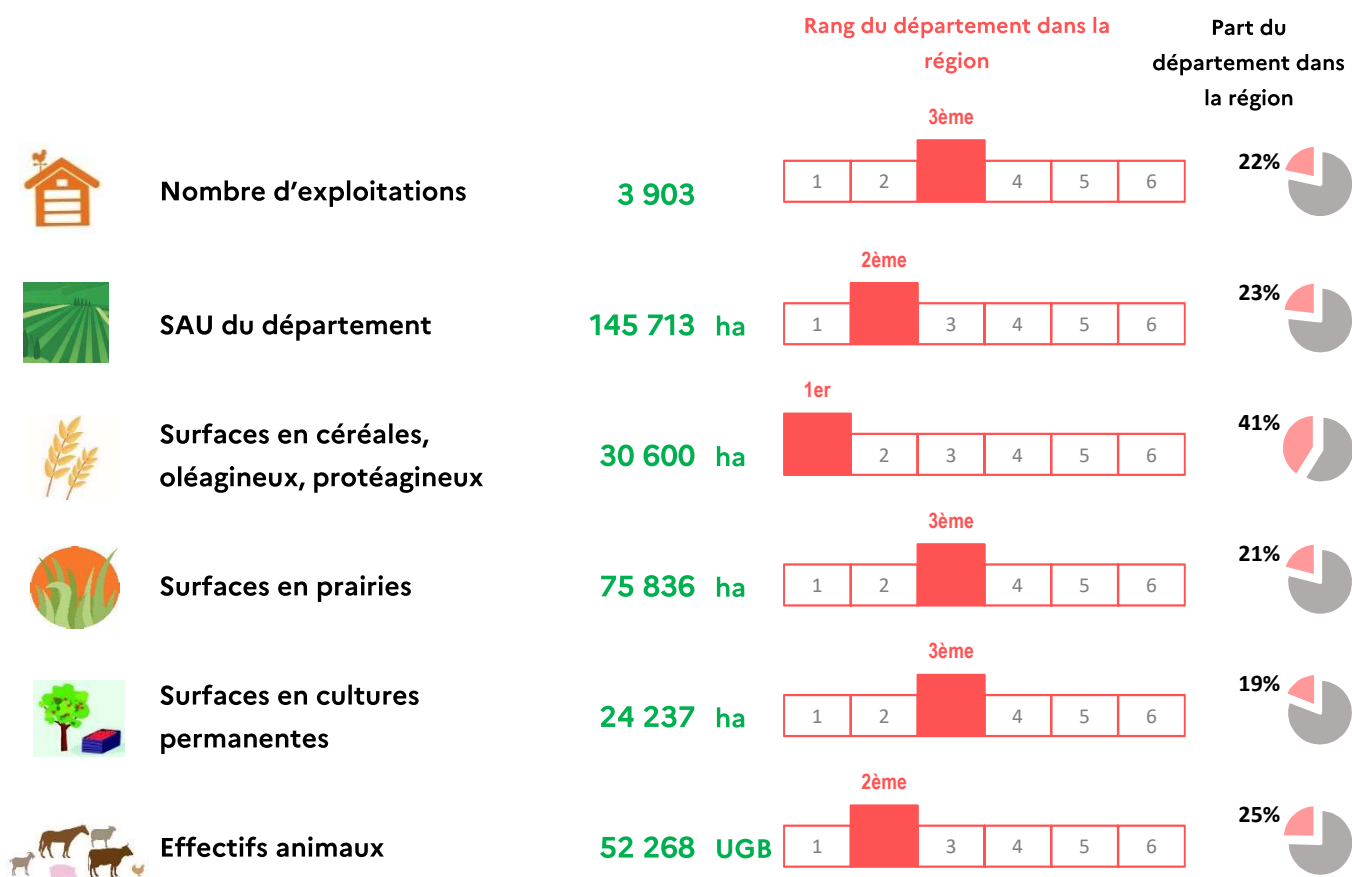 Rang du département dans la
région
Part du
département dans
la région
Nombre d’exploitations
3 903
3ème
1 2 4 5 6
22%
SAU du département
145 713 ha
2ème
1 3 4 5 6
23%
Surfaces en céréales,
oléagineux, protéagineux
30 600 ha
1er
2 3 4 5 6
41%
Surfaces en prairies
75 836 ha
3ème
1 2 4 5 6
21%
Surfaces en cultures
permanentes
24 237 ha
3ème
1 2 4 5 6
19%
Effectifs animaux
52 268 UGB
2ème
1 3 4 5 6
25%